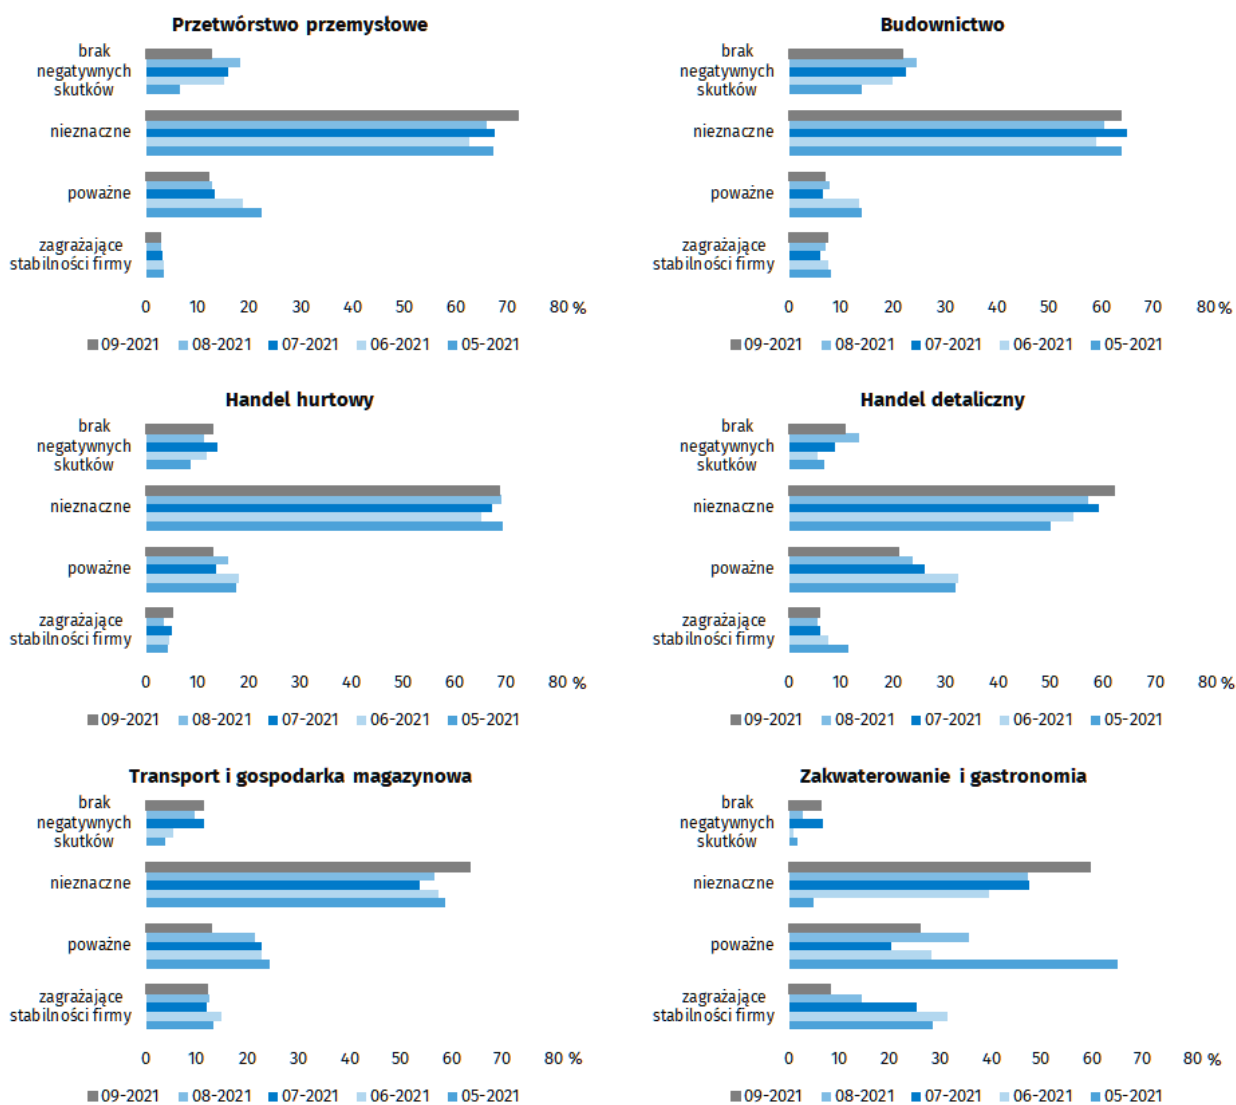 Przetwórstwo przemysłowe
brak
negatywnych
skutków
nieznaczne
poważne
zagrażające
stabilności firmy
0 10 20 30 40 50 60 70 80 %
09-2021 08-2021 07-2021 06-2021 05-2021
Budownictwo
brak
negatywnych
skutków
nieznaczne
poważne
zagrażające
stabilności firmy
0 10 20 30 40 50 60 70 80 %
09-2021 08-2021 07-2021 06-2021 05-2021
Handel hurtowy
brak
negatywnych
skutków
nieznaczne
poważne
zagrażające
stabilności firmy
0 10 20 30 40 50 60 70 80 %
09-2021 08-2021 07-2021 06-2021 05-2021
Handel detaliczny
brak
negatywnych
skutków
nieznaczne
poważne
zagrażające
stabilności firmy
0 10 20 30 40 50 60 70 80 %
09-2021 08-2021 07-2021 06-2021 05-2021
Transport i gospodarka magazynowa
brak
negatywnych
skutków
nieznaczne
poważne
zagrażające
stabilności firmy
0 10 20 30 40 50 60 70 80 %
09-2021 08-2021 07-2021 06-2021 05-2021
Zakwaterowanie i gastronomia
brak
negatywnych
skutków
nieznaczne
poważne
zagrażające
stabilności firmy
0 10 20 30 40 50 60 70 80 %
09-2021 08-2021 07-2021 06-2021 05-2021